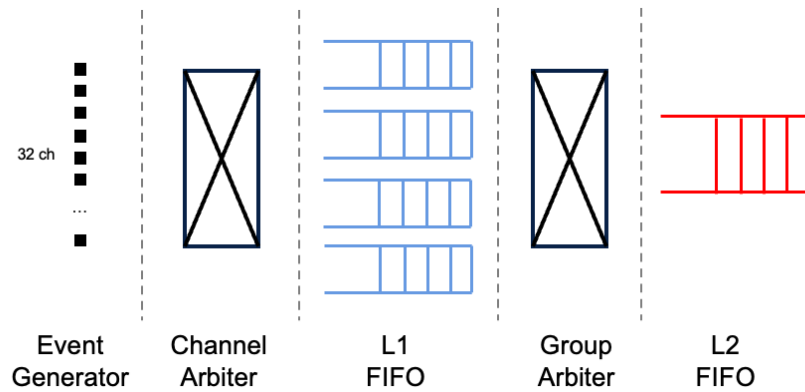 32 ch
...
Event
Generator
Channel
Arbiter
L1
FIFO
Group
Arbiter
L2
FIFO